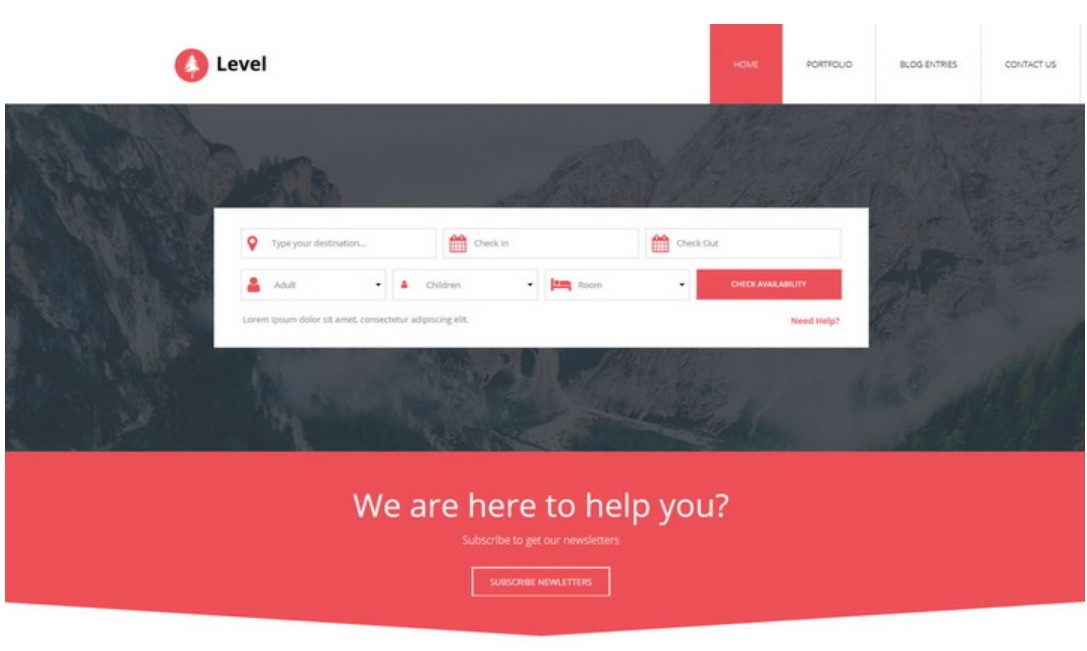 Level
HOME
PORTFOLIO
BLOG ENTRIES
CONTACT US
Type your destination...
Check In
Check Out
Adult
Children
Room
CHECK AVAILABILITY
Lorem ipsum dolor sit amet, consectetur adipiscing elit.
Need Help?
We are here to help you?
Subscribe to get our newsletters
SUBSCRIBE NEWLETTERS